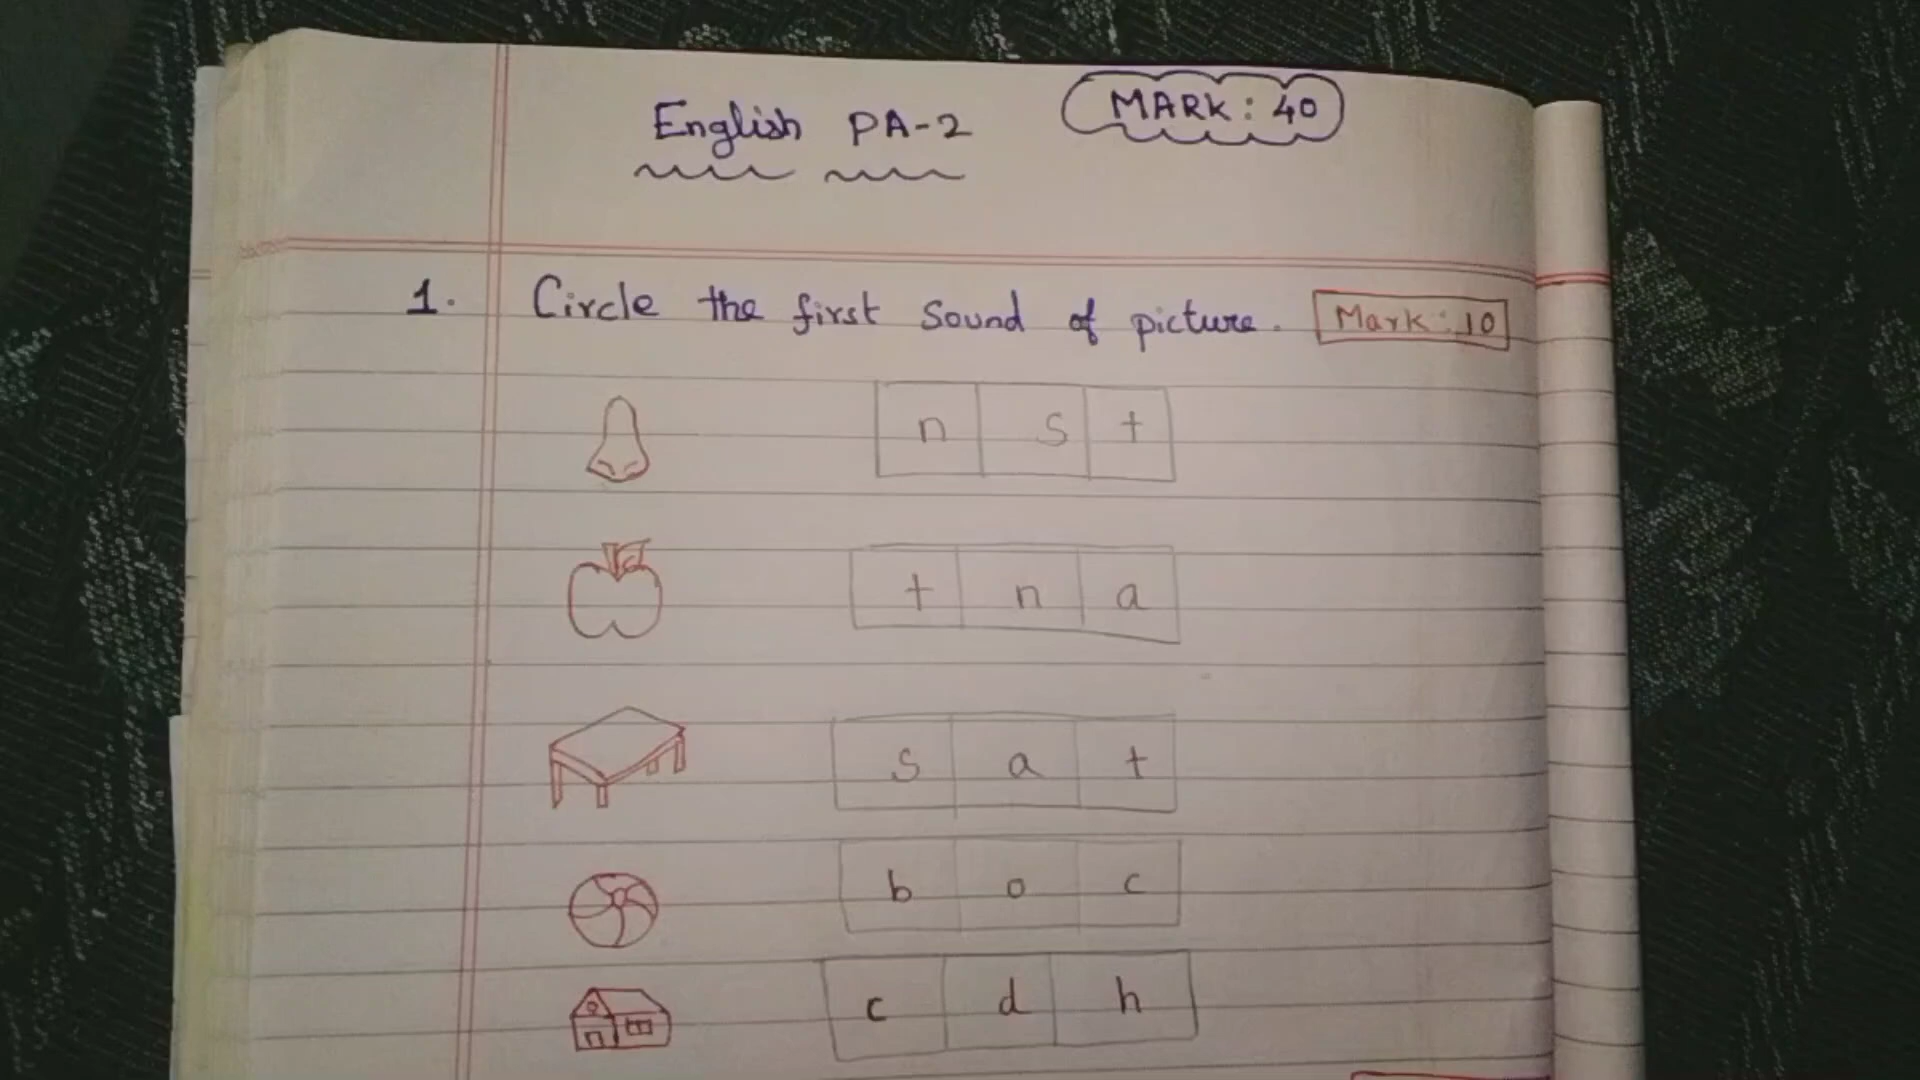 English PA-2
MARK: 40
1. Circle the first sound of picture. Mark: 10
n s t
t n a
s a t
b o c
c d h